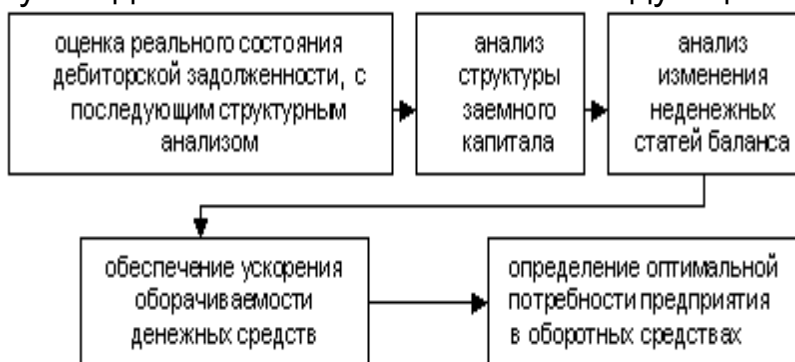 оценка реального состояния
дебиторской задолженности, с
последующим структурным
анализом
анализ
структуры
заемного
капитала
анализ
изменения
неденежных
статей баланса
обеспечение ускорения
оборачиваемости
денежных средств
определение оптимальной
потребности предприятия
в оборотных средствах